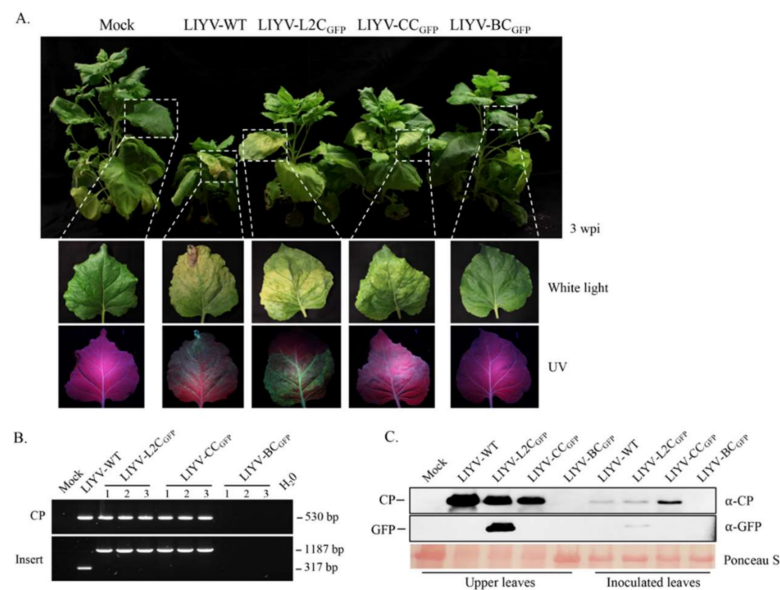 A.
Mock LIYV-WT LIYV-L2CGFP LIYV-CCGFP LIYV-BCGFP
3 wpi
White light
UV
B.
Mock LIYV-WT LIYV-L2CGFP LIYV-CCGFP LIYV-BCGFP H20
1 2 3 1 2 3 1 2 3
CP 530 bp
Insert 1187 bp
317 bp
C.
Mock LIYV-WT LIYV-L2CGFP LIYV-CCGFP LIYV-BCGFP LIYV-WT LIYV-L2CGFP LIYV-CCGFP LIYV-BCGFP
CP α-CP
GFP α-GFP
Ponceau S
Upper leaves Inoculated leaves